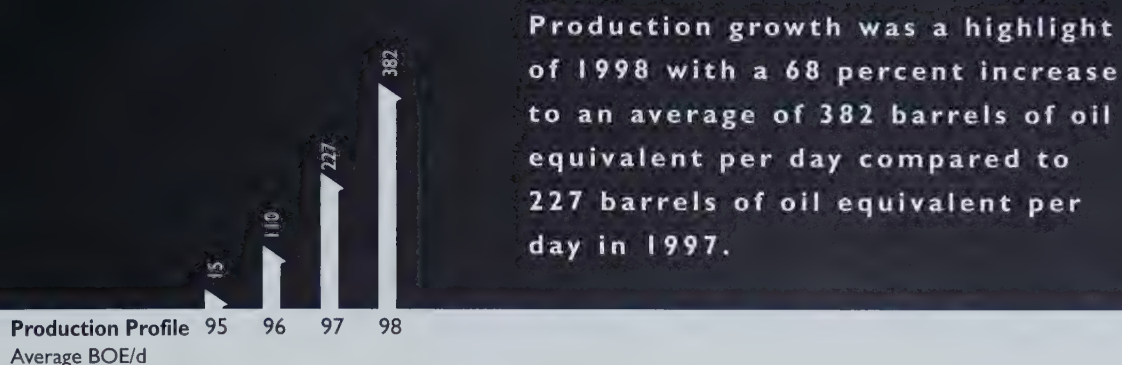 Production growth was a highlight
of 1998 with a 68 percent increase
to an average of 382 barrels of oil
equivalent per day compared to
227 barrels of oil equivalent per
day in 1997.
15
110
227
382
Production Profile 95 96 97 98
Average BOE/d